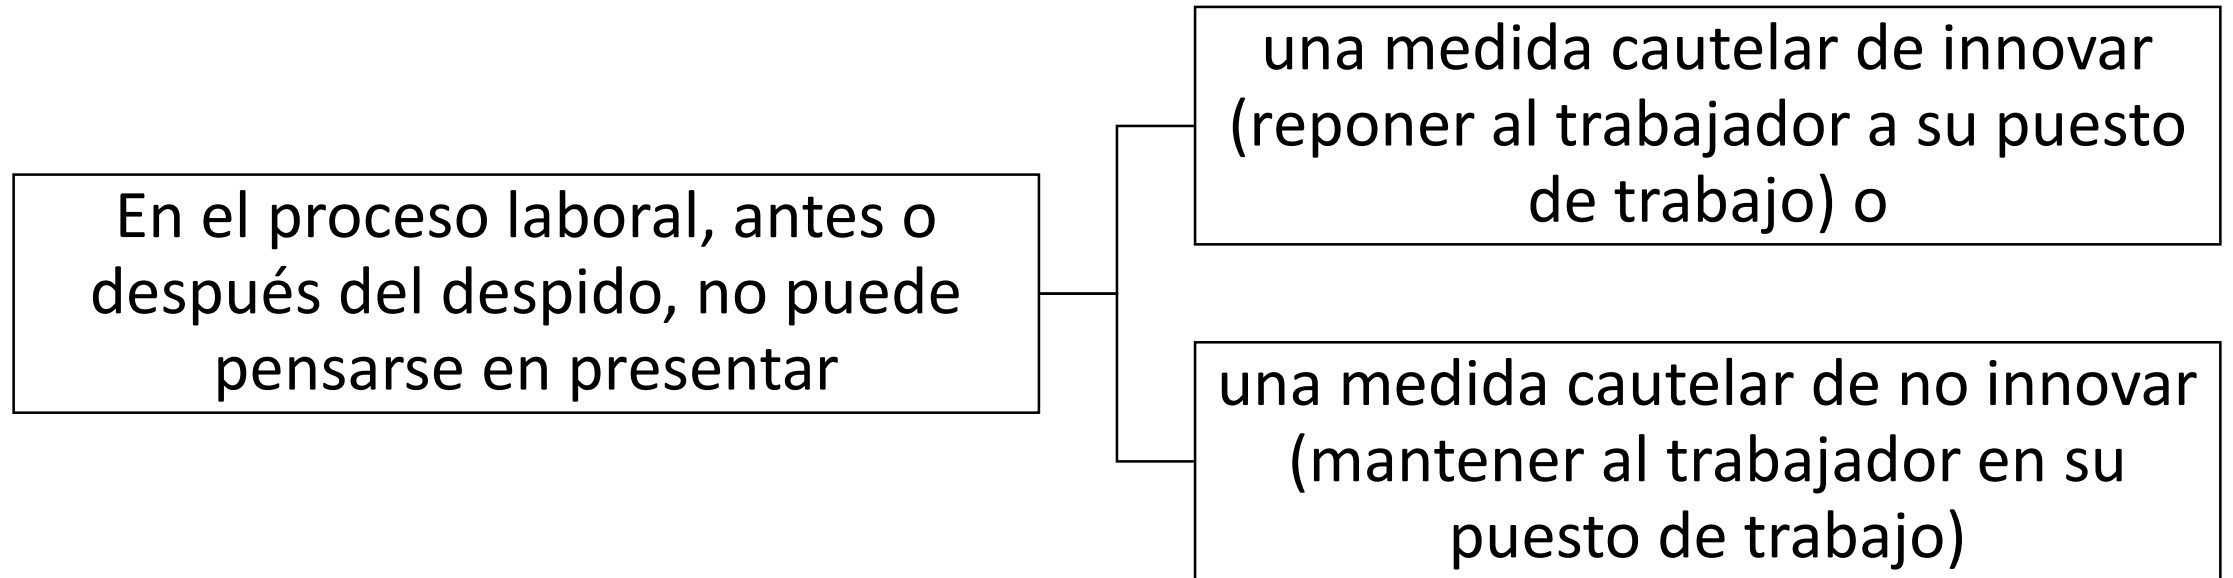 En el proceso laboral, antes o
después del despido, no puede
pensarse en presentar
una medida cautelar de innovar
(reponer al trabajador a su puesto
de trabajo) o
una medida cautelar de no innovar
(mantener al trabajador en su
puesto de trabajo)